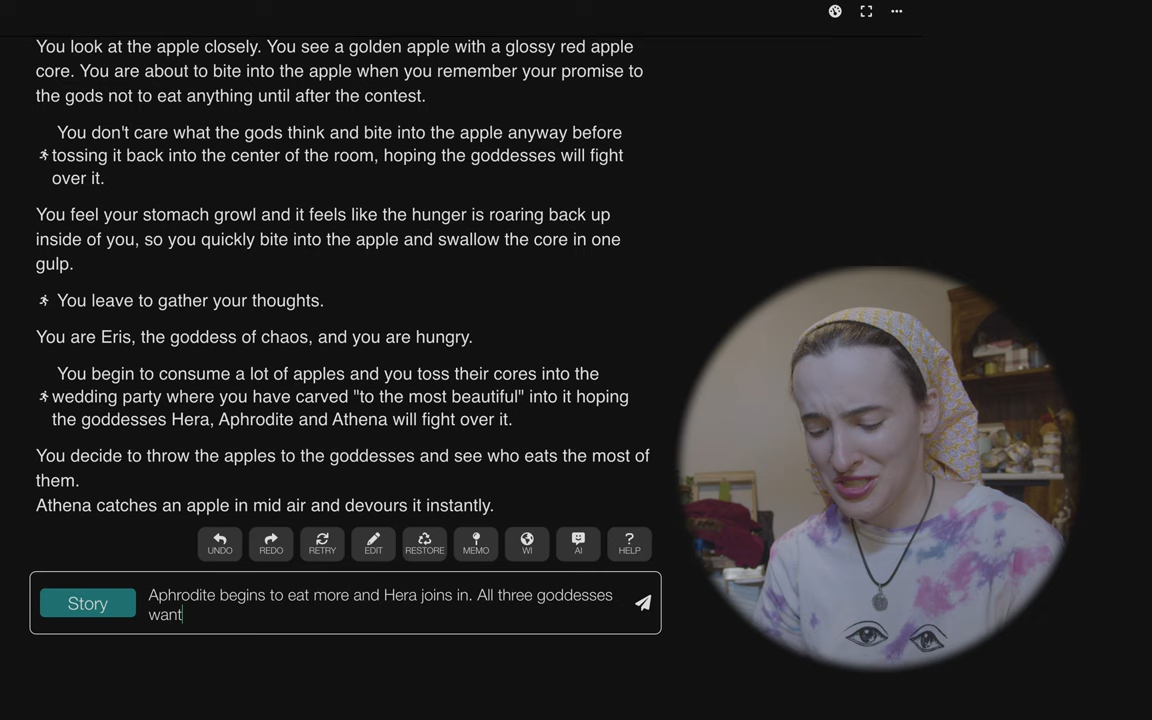 You look at the apple closely. You see a golden apple with a glossy red apple
core. You are about to bite into the apple when you remember your promise to
the gods not to eat anything until after the contest.
You don't care what the gods think and bite into the apple anyway before
tossing it back into the center of the room, hoping the goddesses will fight
over it.
You feel your stomach growl and it feels like the hunger is roaring back up
inside of you, so you quickly bite into the apple and swallow the core in one
gulp.
You leave to gather your thoughts.
You are Eris, the goddess of chaos, and you are hungry.
You begin to consume a lot of apples and you toss their cores into the
wedding party where you have carved "to the most beautiful" into it hoping
the goddesses Hera, Aphrodite and Athena will fight over it.
You decide to throw the apples to the goddesses and see who eats the most of
them.
Athena catches an apple in mid air and devours it instantly.
UNDO REDO RETRY EDIT RESTORE MEMO WI AI HELP
Story Aphrodite begins to eat more and Hera joins in. All three goddesses
want